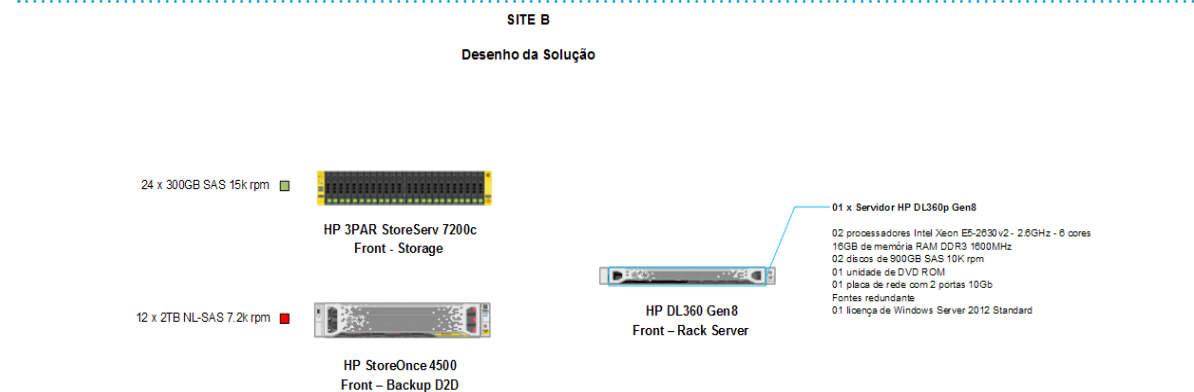 SITE B
Desenho da Solução
24 x 300GB SAS 15k rpm
HP 3PAR StoreServ 7200c
Front - Storage
12 x 2TB NL-SAS 7.2k rpm
HP StoreOnce 4500
Front – Backup D2D
HP DL360 Gen8
Front – Rack Server
01 x Servidor HP DL360p Gen8
02 processadores Intel Xeon E5-2630v2 - 2.6GHz - 6 cores
16GB de memória RAM DDR3 1600MHz
02 discos de 900GB SAS 10K rpm
01 unidade de DVD ROM
01 placa de rede com 2 portas 10Gb
Fontes redundante
01 licença de Windows Server 2012 Standard